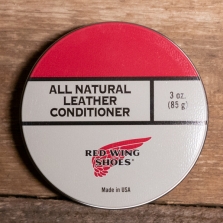 ALL NATURAL
LEATHER
CONDITIONER
3 oz.
(85 g)
RED WING
SHOES®
Made in USA